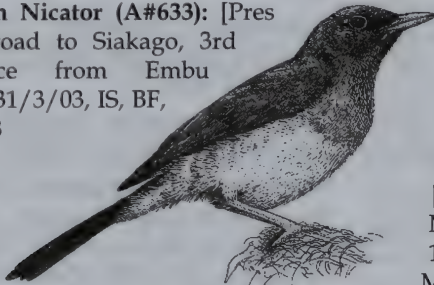 n Nicator (A#633): [Pres
oad to Siakago, 3rd
ce from Embu
31/3/03, IS, BF,